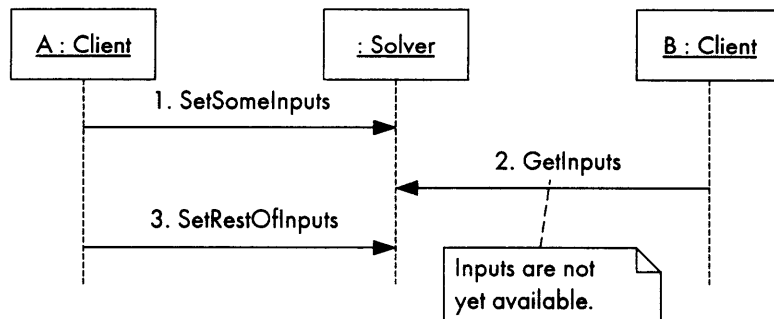 A : Client
: Solver
B : Client
1. SetSomeInputs
2. GetInputs
3. SetRestOfInputs
Inputs are not
yet available.